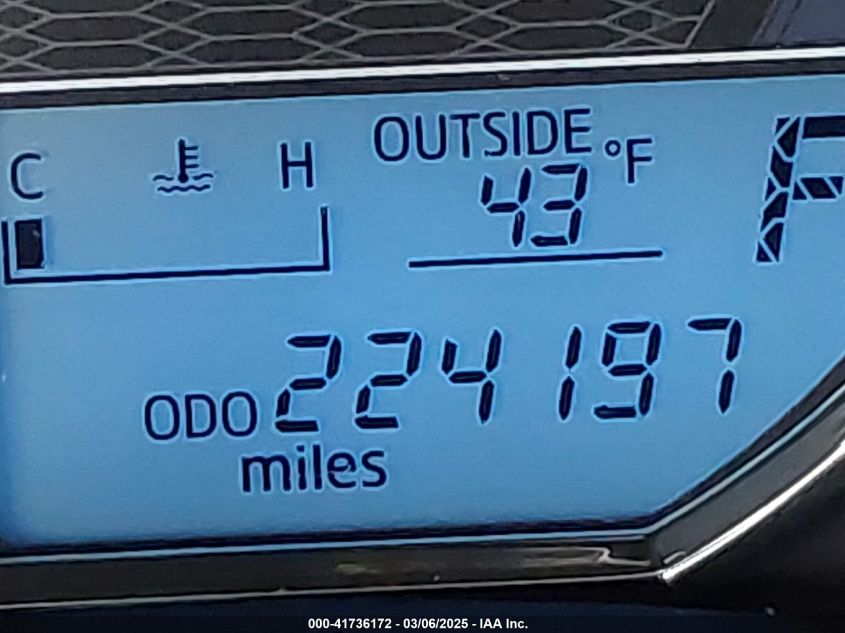 OUTSIDE
C H °F
43
ODO 224197
miles
000-41736172 - 03/06/2025 - IAA Inc.